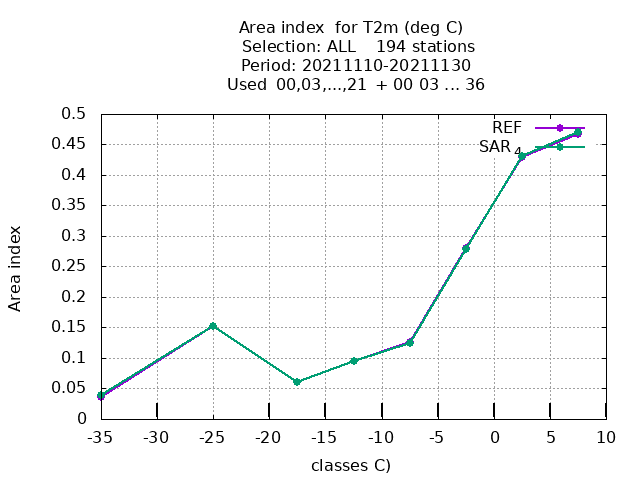 Area index  for T2m (deg C)
Selection: ALL    194 stations
Period: 20211110-20211130
Used  00,03,...,21  + 00 03 ... 36
REF
SAR 4
0.5
0.45
0.4
0.35
0.3
0.25
0.2
0.15
0.1
0.05
0
Area index
-35 -30 -25 -20 -15 -10 -5 0 5 10
classes C)